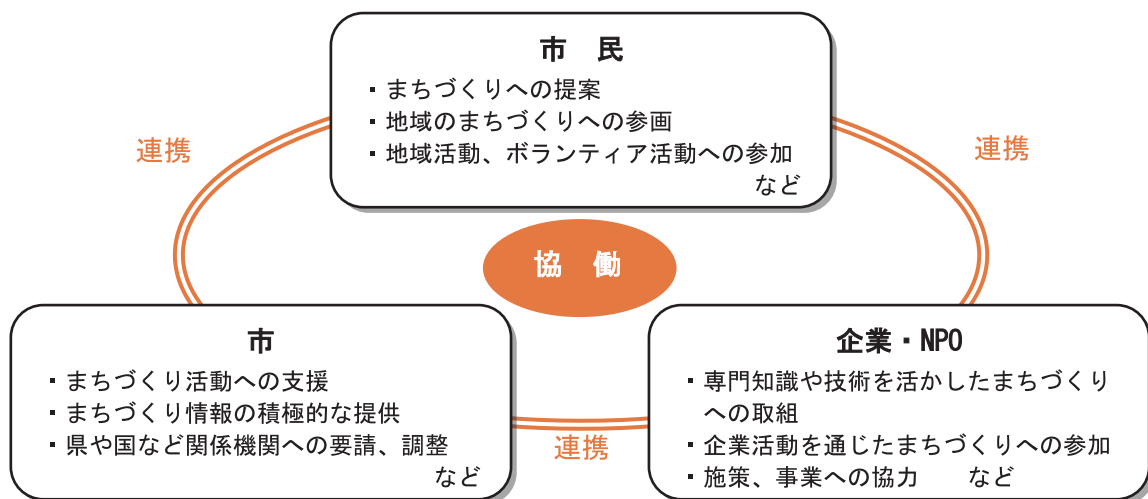 市　民
・まちづくりへの提案
・地域のまちづくりへの参画
・地域活動、ボランティア活動への参加
など
連携
連携
協　働
市
・まちづくり活動への支援
・まちづくり情報の積極的な提供
・県や国など関係機関への要請、調整
など
連携
企業・NPO
・専門知識や技術を活かしたまちづくり
への取組
・企業活動を通じたまちづくりへの参加
・施策、事業への協力　　など